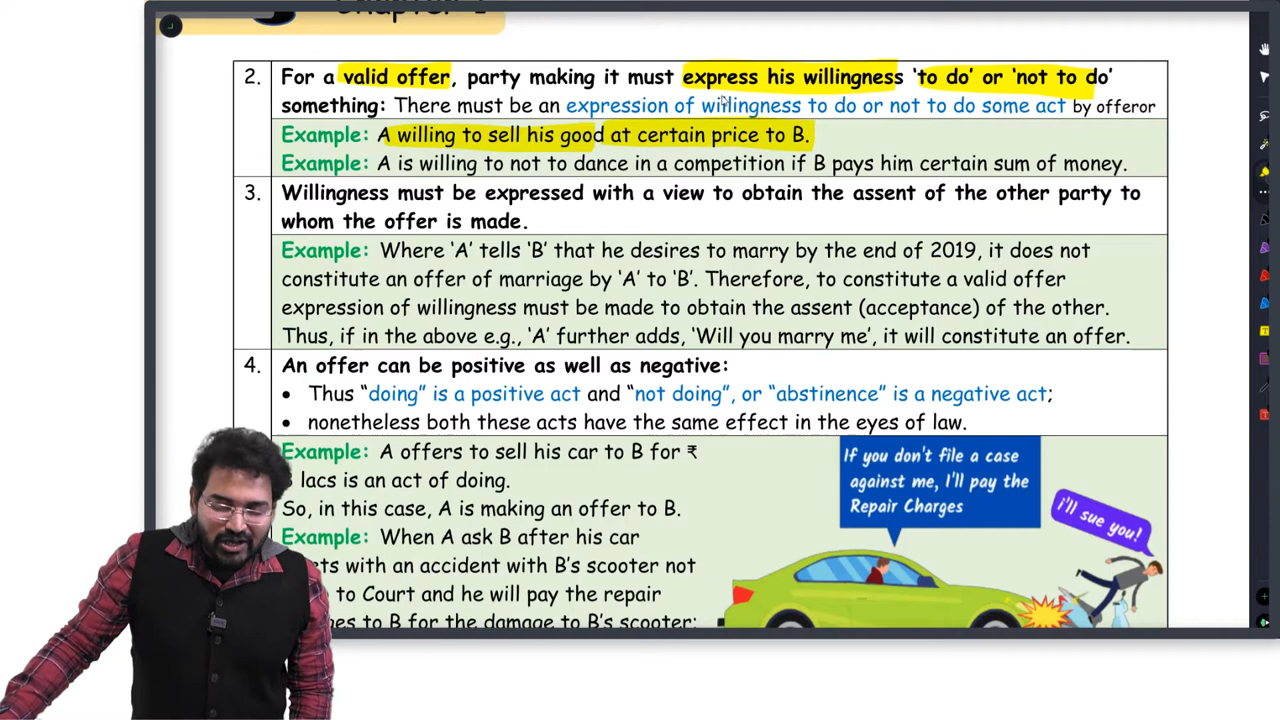 2. For a valid offer, party making it must express his willingness ‘to do’ or ‘not to do’
something: There must be an expression of willingness to do or not to do some act by offeror
Example: A willing to sell his good at certain price to B.
Example: A is willing to not to dance in a competition if B pays him certain sum of money.
3. Willingness must be expressed with a view to obtain the assent of the other party to
whom the offer is made.
Example: Where ‘A’ tells ‘B’ that he desires to marry by the end of 2019, it does not
constitute an offer of marriage by ‘A’ to ‘B’. Therefore, to constitute a valid offer
expression of willingness must be made to obtain the assent (acceptance) of the other.
Thus, if in the above e.g., ‘A’ further adds, ‘Will you marry me’, it will constitute an offer.
4. An offer can be positive as well as negative:
• Thus “doing” is a positive act and “not doing”, or “abstinence” is a negative act;
• nonetheless both these acts have the same effect in the eyes of law.
Example: A offers to sell his car to B for ₹
lacs is an act of doing.
So, in this case, A is making an offer to B.
Example: When A ask B after his car
with an accident with B’s scooter not
to Court and he will pay the repair
to B for the damage to B’s scooter;
If you don't file a case
against me, I'll pay the
Repair Charges
i'll sue you!